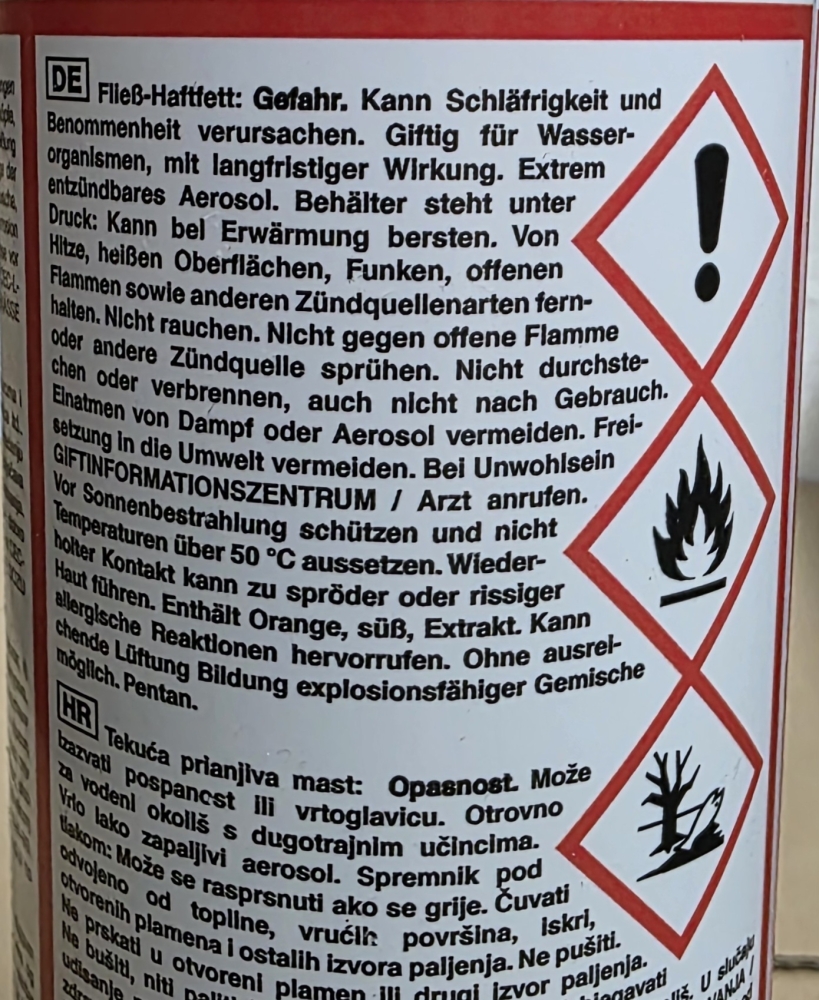 DE Fließ-Haftfett: Gefahr. Kann Schläfrigkeit und
Benommenheit verursachen. Giftig für Wasser-
organismen, mit langfristiger Wirkung. Extrem
entzündbares Aerosol. Behälter steht unter
Druck: Kann bei Erwärmung bersten. Von
Hitze, heißen Oberflächen, Funken, offenen
Flammen sowie anderen Zündquellenarten fern-
halten. Nicht rauchen. Nicht gegen offene Flamme
oder andere Zündquelle sprühen. Nicht durchste-
chen oder verbrennen, auch nicht nach Gebrauch.
Einatmen von Dampf oder Aerosol vermeiden. Frei-
setzung in die Umwelt vermeiden. Bei Unwohlsein
GIFTINFORMATIONSZENTRUM / Arzt anrufen.
Vor Sonnenbestrahlung schützen und nicht
Temperaturen über 50 °C aussetzen. Wieder-
holter Kontakt kann zu spröder oder rissiger
Haut führen. Enthält Orange, süß, Extrakt. Kann
allergische Reaktionen hervorrufen. Ohne ausrei-
chende Lüftung Bildung explosionsfähiger Gemische
möglich. Pentan.
HR Tekuća prianjiva mast: Opasnost. Može
izazvati pospanost ili vrtoglavicu. Otrovno
za vodeni okoliš s dugotrajnim učincima.
Vrlo lako zapaljivi aerosol. Spremnik pod
tlakom: Može se rasprsnuti ako se grije. Čuvati
odvojeno od topline, vrućih površina, iskri,
otvorenih plamena i ostalih izvora paljenja. Ne pušiti.
Ne prskati u otvoreni plamen ili drugi izvor paljenja.
Ne bušiti, niti
udisanje
U slučaju